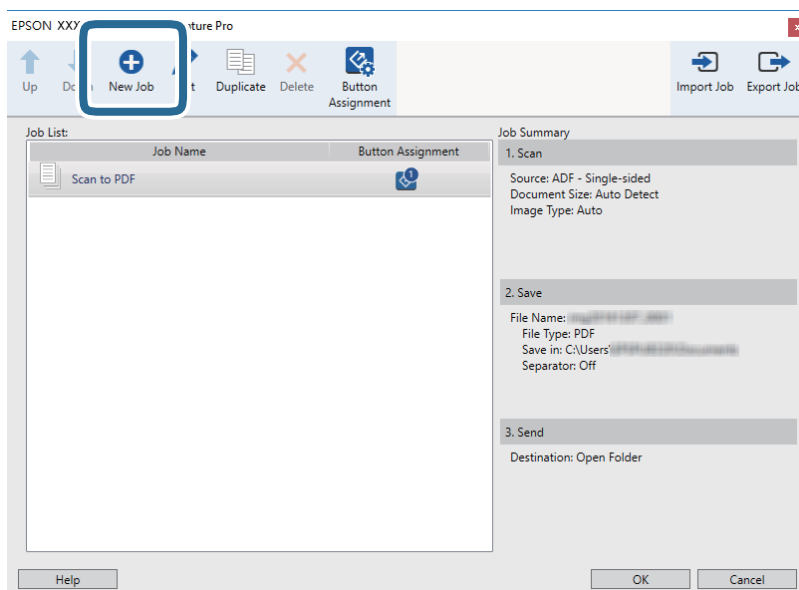 EPSON XXX ture Pro
Up
New Job
Duplicate
Delete
Button
Assignment
Import Job
Export Job
Job List:
Job Name
Button Assignment
Scan to PDF
1
Job Summary
1. Scan
Source: ADF - Single-sided
Document Size: Auto Detect
Image Type: Auto
2. Save
File Name:
File Type: PDF
Save in: C:\Users\
Separator: Off
3. Send
Destination: Open Folder
Help
OK
Cancel